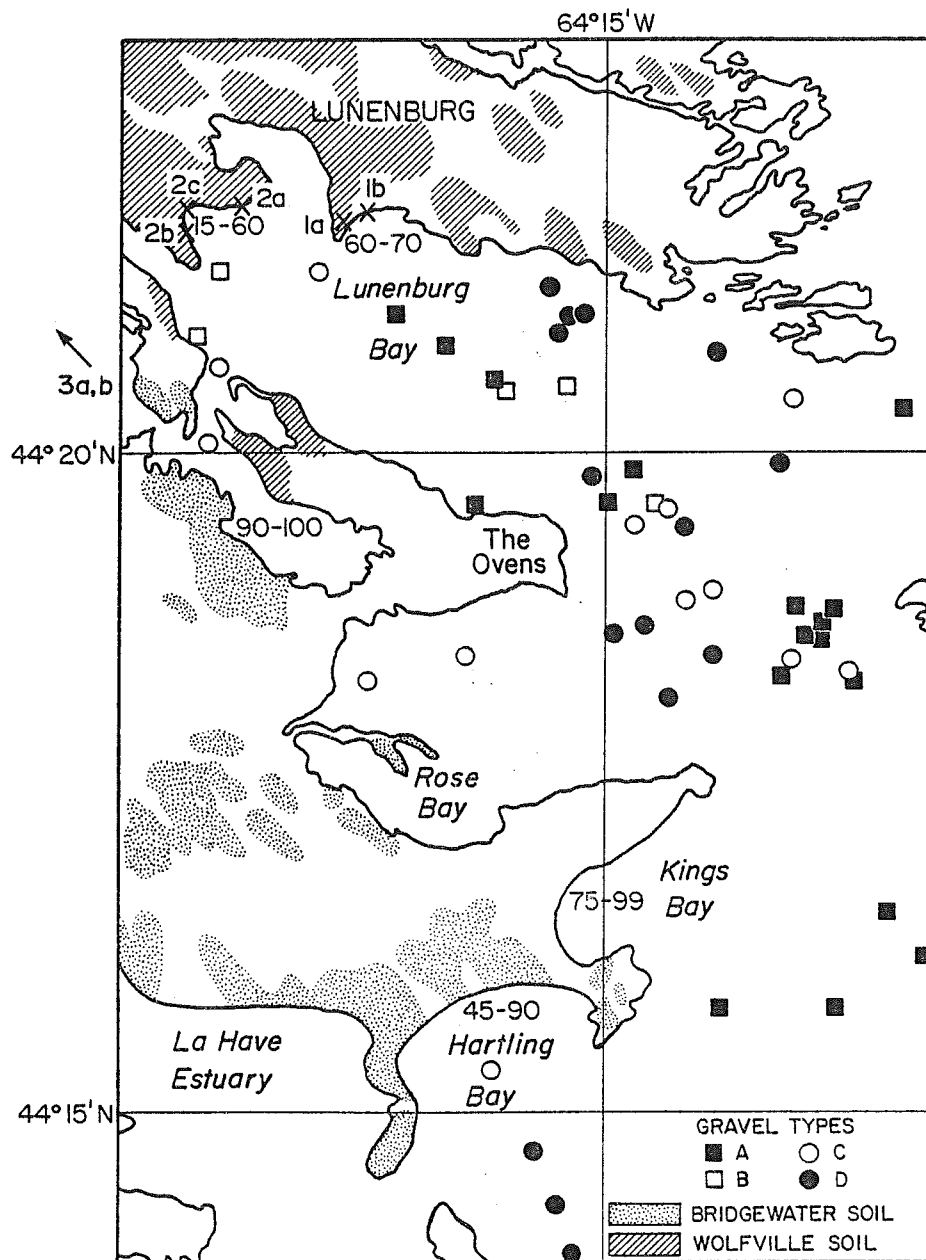 64°15'W
LUNENBURG
2c
2a
1b
2b
15-60
1a
60-70
Lunenburg
Bay
3a,b
44°20'N
90-100
The
Ovens
Rose
Bay
Kings
Bay
75-99
45-90
La Have
Estuary
Hartling
Bay
44°15'N
GRAVEL TYPES
A
C
B
D
BRIDGEWATER SOIL
WOLFVILLE SOIL